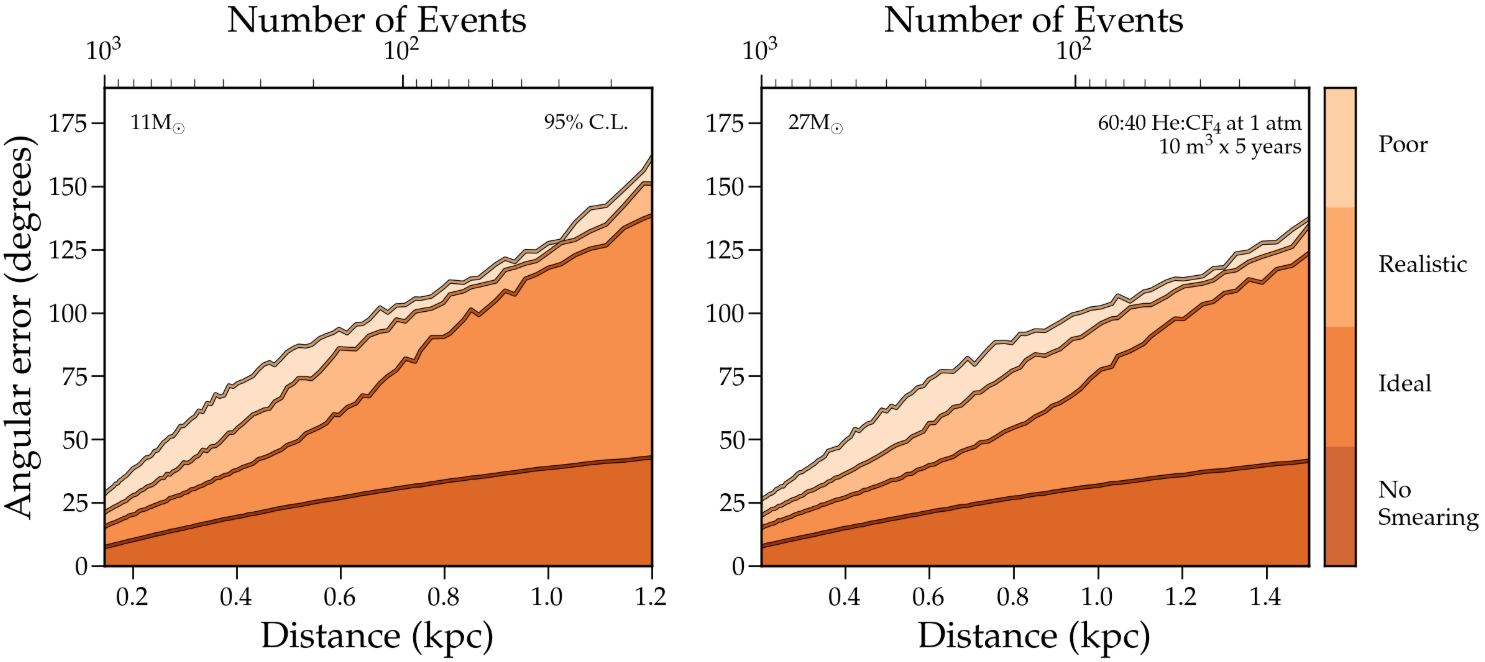 Number of Events
10³ 10²
11M☉ 95% C.L.
Angular error (degrees)
175
150
125
100
75
50
25
0
0.2 0.4 0.6 0.8 1.0 1.2
Distance (kpc)
Number of Events
10³ 10²
27M☉ 60:40 He:CF₄ at 1 atm
10 m³ x 5 years
175
150
125
100
75
50
25
0
0.4 0.6 0.8 1.0 1.2 1.4
Distance (kpc)
Poor
Realistic
Ideal
No
Smearing